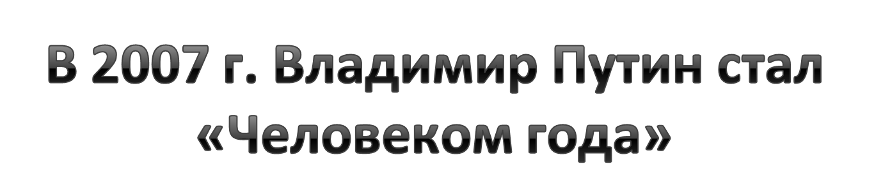 В 2007 г. Владимир Путин стал
«Человеком года»